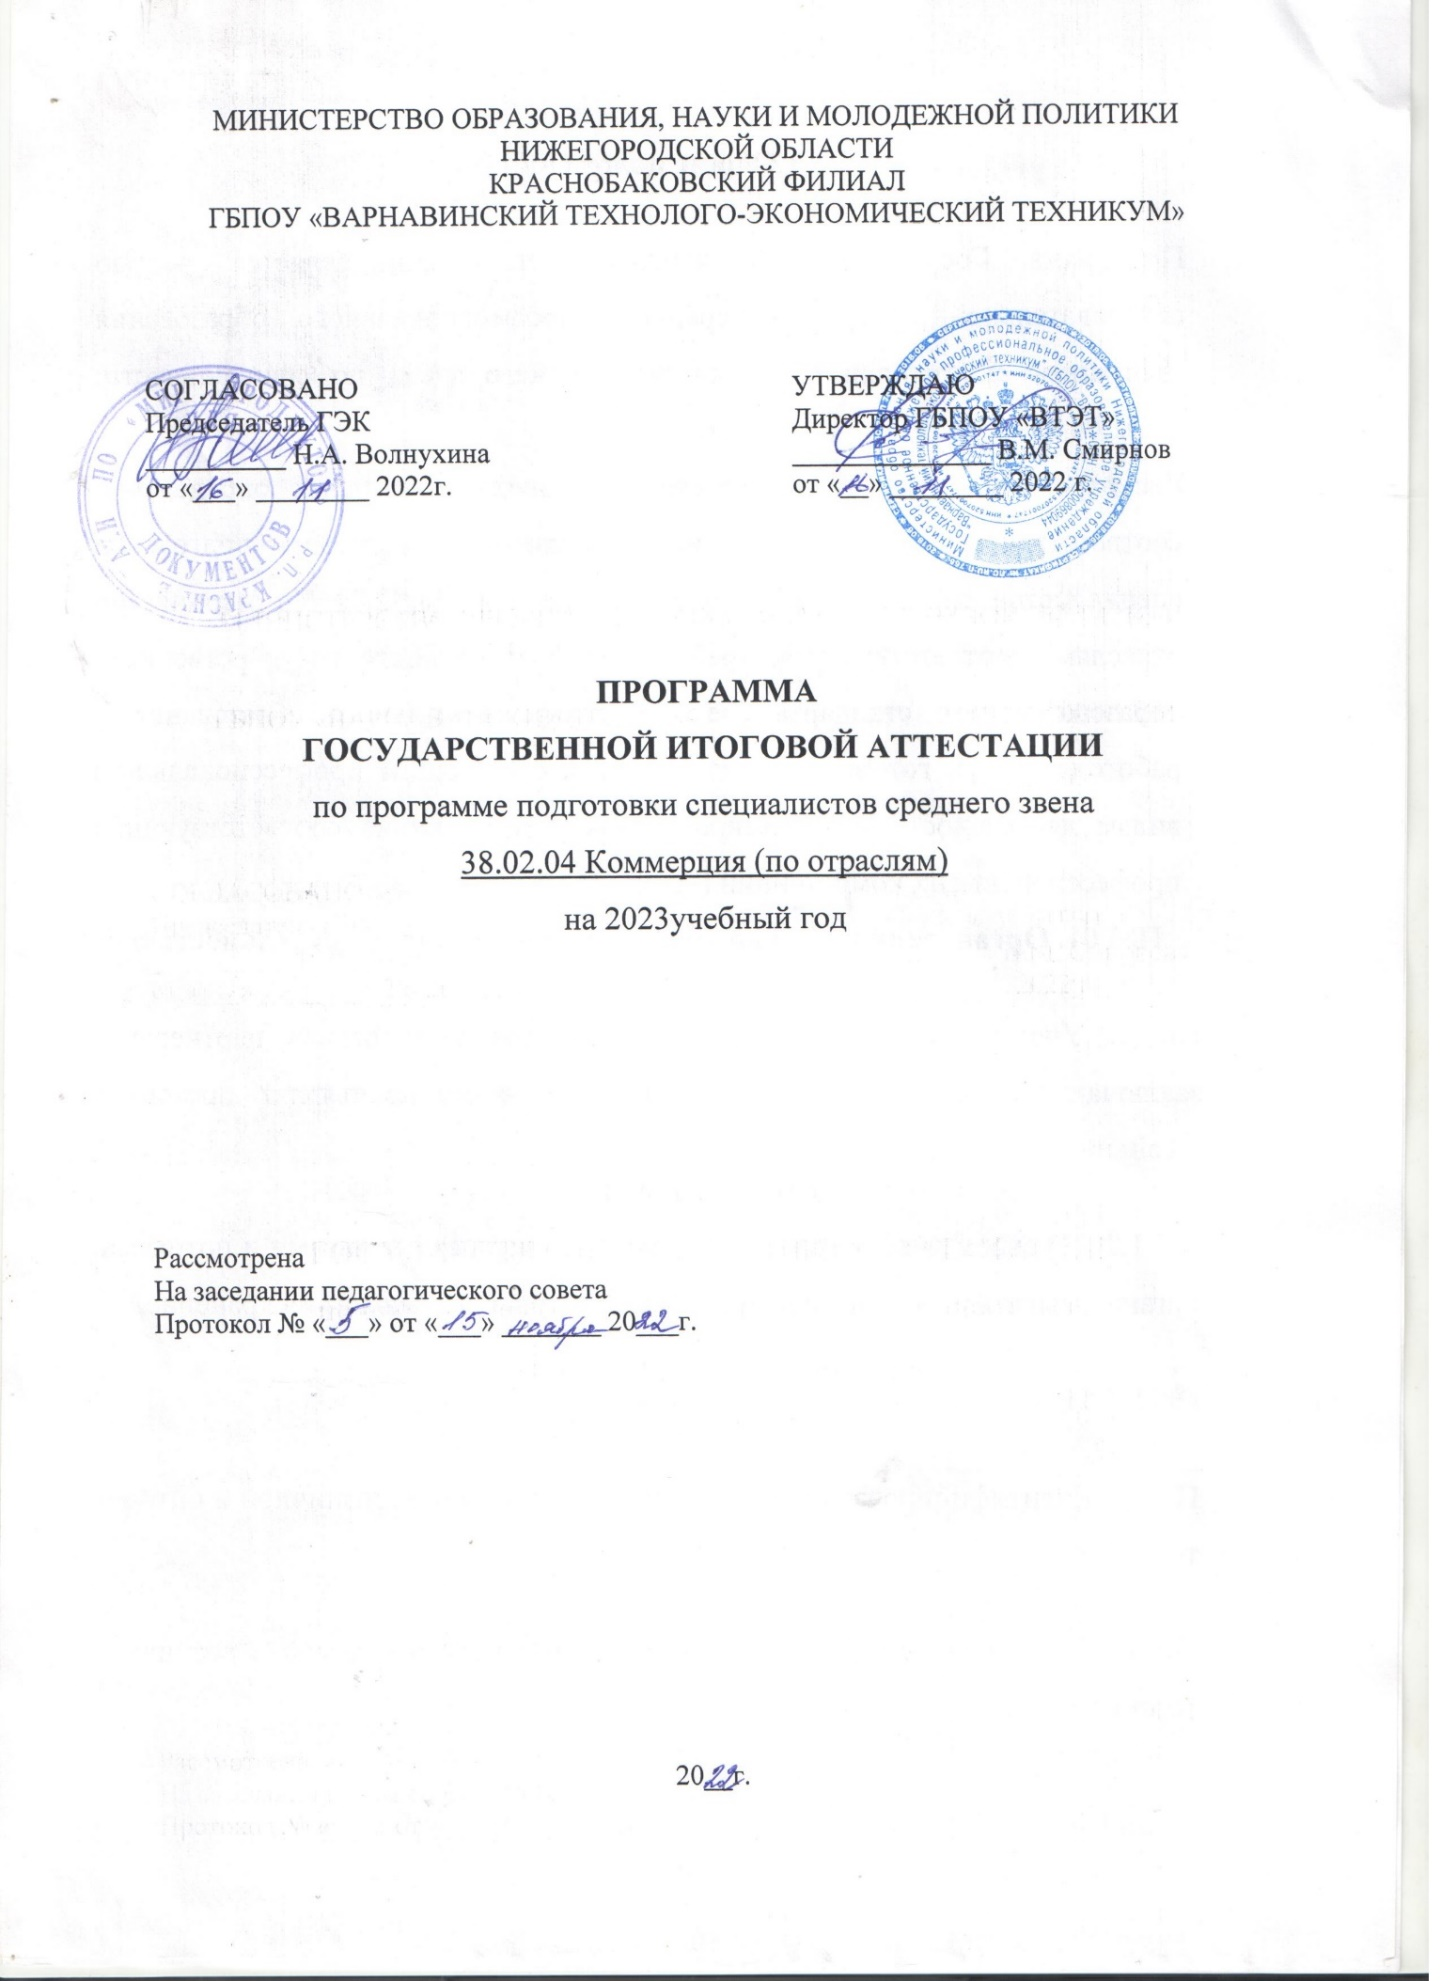 МИНИСТЕРСТВО ОБРАЗОВАНИЯ, НАУКИ И МОЛОДЕЖНОЙ ПОЛИТИКИ
НИЖЕГОРОДСКОЙ ОБЛАСТИ
КРАСНОБАКОВСКИЙ ФИЛИАЛ
ГБПОУ «ВАРНАВИНСКИЙ ТЕХНОЛОГО-ЭКОНОМИЧЕСКИЙ ТЕХНИКУМ»
СОГЛАСОВАНО
Председатель ГЭК
____________ Н.А. Волнухина
от «16» 11 2022г.
ДОКУМЕНТОВ
УТВЕРЖДАЮ
Директор ГБПОУ «ВТЭТ»
____________ В.М. Смирнов
от «16» 11 2022 г.
ПРОГРАММА
ГОСУДАРСТВЕННОЙ ИТОГОВОЙ АТТЕСТАЦИИ
по программе подготовки специалистов среднего звена
38.02.04 Коммерция (по отраслям)
на 2023учебный год
Рассмотрена
На заседании педагогического совета
Протокол № «5» от «15» ноября 2022г.
2022г.